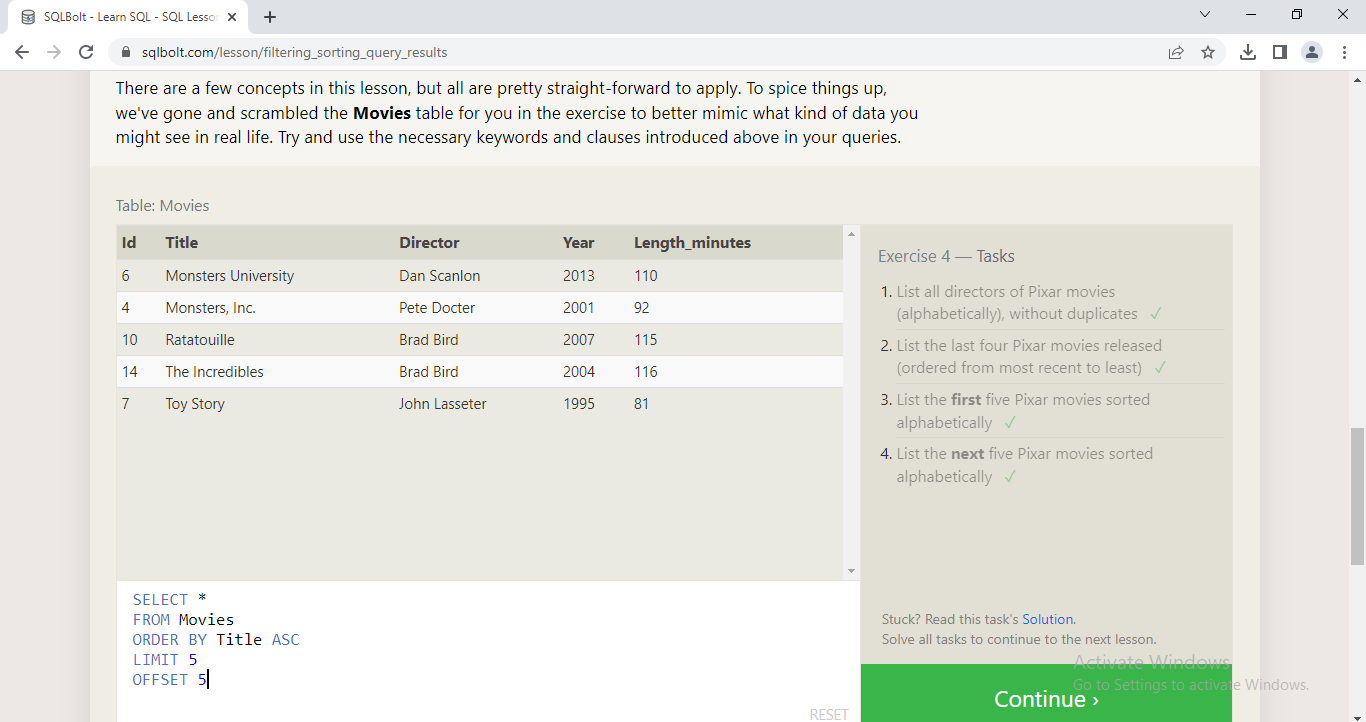 SQLBolt - Learn SQL - SQL Lesson
sqlbolt.com/lesson/filtering_sorting_query_results
There are a few concepts in this lesson, but all are pretty straight-forward to apply. To spice things up,
we've gone and scrambled the Movies table for you in the exercise to better mimic what kind of data you
might see in real life. Try and use the necessary keywords and clauses introduced above in your queries.
Table: Movies
Id Title Director Year Length_minutes
6 Monsters University Dan Scanlon 2013 110
4 Monsters, Inc. Pete Docter 2001 92
10 Ratatouille Brad Bird 2007 115
14 The Incredibles Brad Bird 2004 116
7 Toy Story John Lasseter 1995 81
Exercise 4 — Tasks
1. List all directors of Pixar movies
(alphabetically), without duplicates ✓
2. List the last four Pixar movies released
(ordered from most recent to least) ✓
3. List the first five Pixar movies sorted
alphabetically ✓
4. List the next five Pixar movies sorted
alphabetically ✓
SELECT *
FROM Movies
ORDER BY Title ASC
LIMIT 5
OFFSET 5
RESET
Stuck? Read this task's Solution.
Solve all tasks to continue to the next lesson.
Continue ›
Activate Windows
Go to Settings to activate Windows.